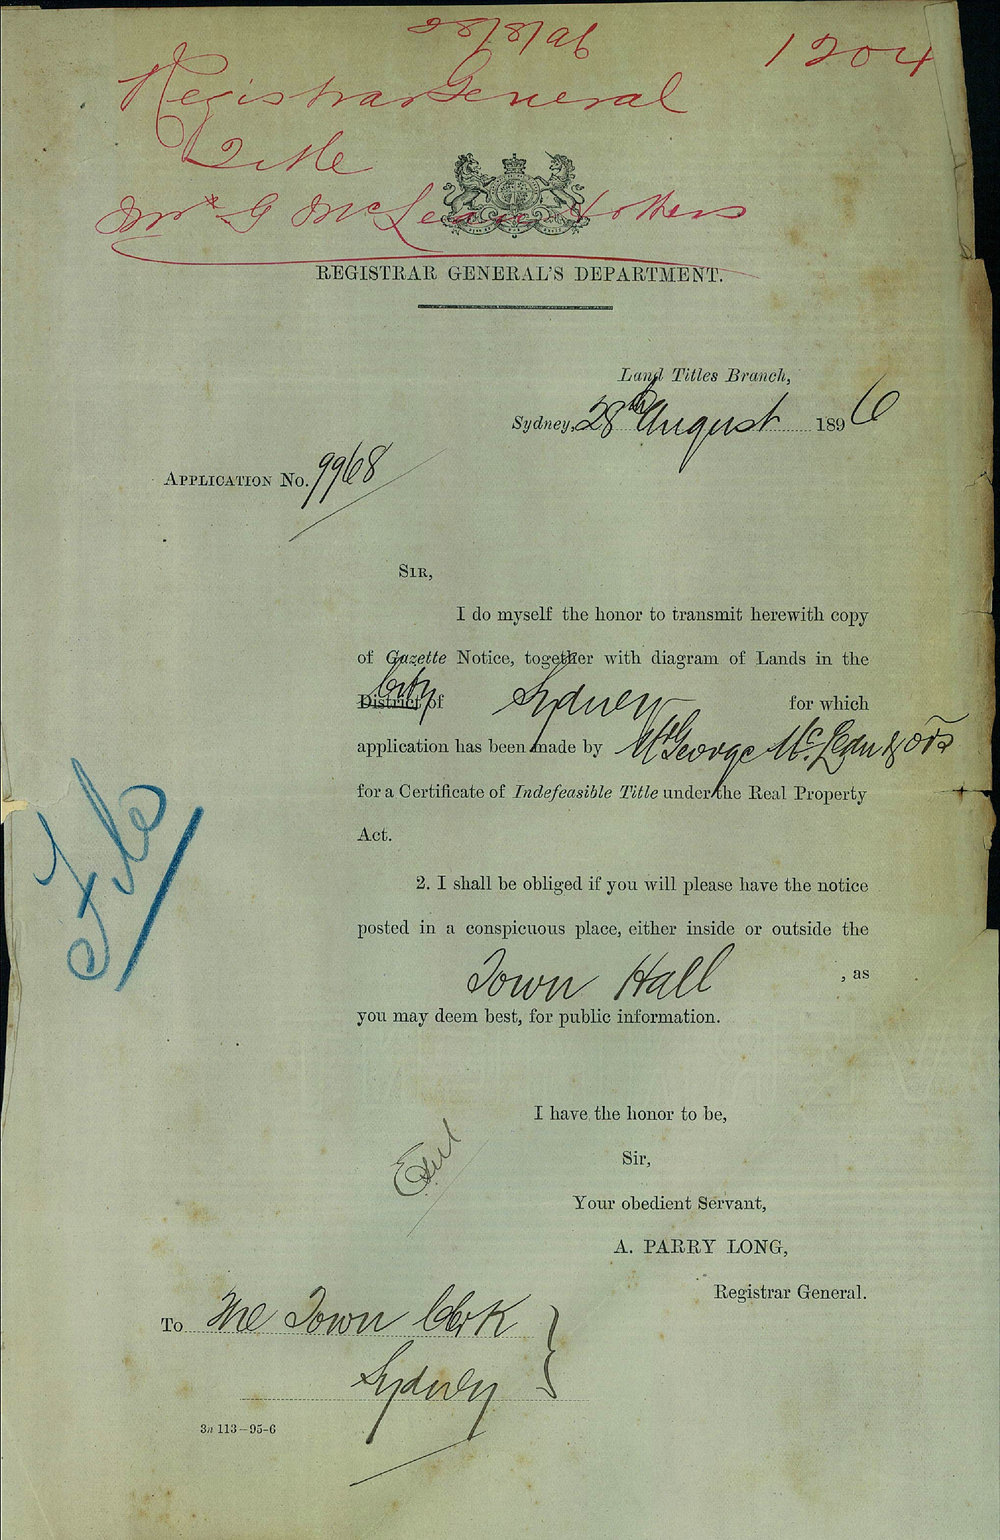 28/8/96
1204
Registrar General
Title
Mr G McLean & others
REGISTRAR GENERAL'S DEPARTMENT.
Land Titles Branch,
Sydney, 28th August 1896
APPLICATION No. 9968
SIR,
I do myself the honor to transmit herewith copy
of Gazette Notice, together with diagram of Lands in the
City
District of Sydney for which
application has been made by Mr George McLean & ors
for a Certificate of Indefeasible Title under the Real Property
Act.
File
2. I shall be obliged if you will please have the notice
posted in a conspicuous place, either inside or outside the
Town Hall , as
you may deem best, for public information.
I have the honor to be,
Sir,
Your obedient Servant,
A. PARRY LONG,
Registrar General.
To The Town Clerk
Sydney
3n 113—95-6